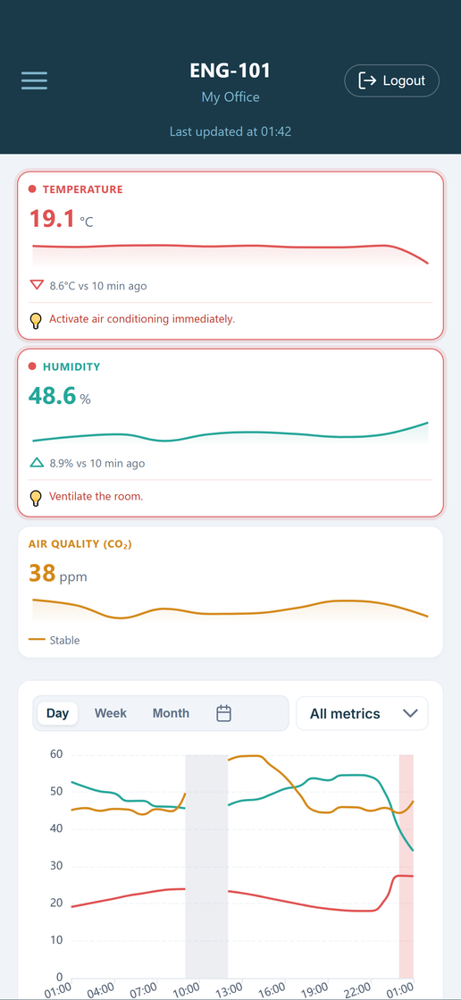 ENG-101
My Office
Logout
Last updated at 01:42
TEMPERATURE
19.1 °C
8.6°C vs 10 min ago
Activate air conditioning immediately.
HUMIDITY
48.6 %
8.9% vs 10 min ago
Ventilate the room.
AIR QUALITY (CO₂)
38 ppm
Stable
Day Week Month
All metrics
60
50
40
30
20
10
0
01:00 04:00 07:00 10:00 13:00 16:00 19:00 22:00 01:00